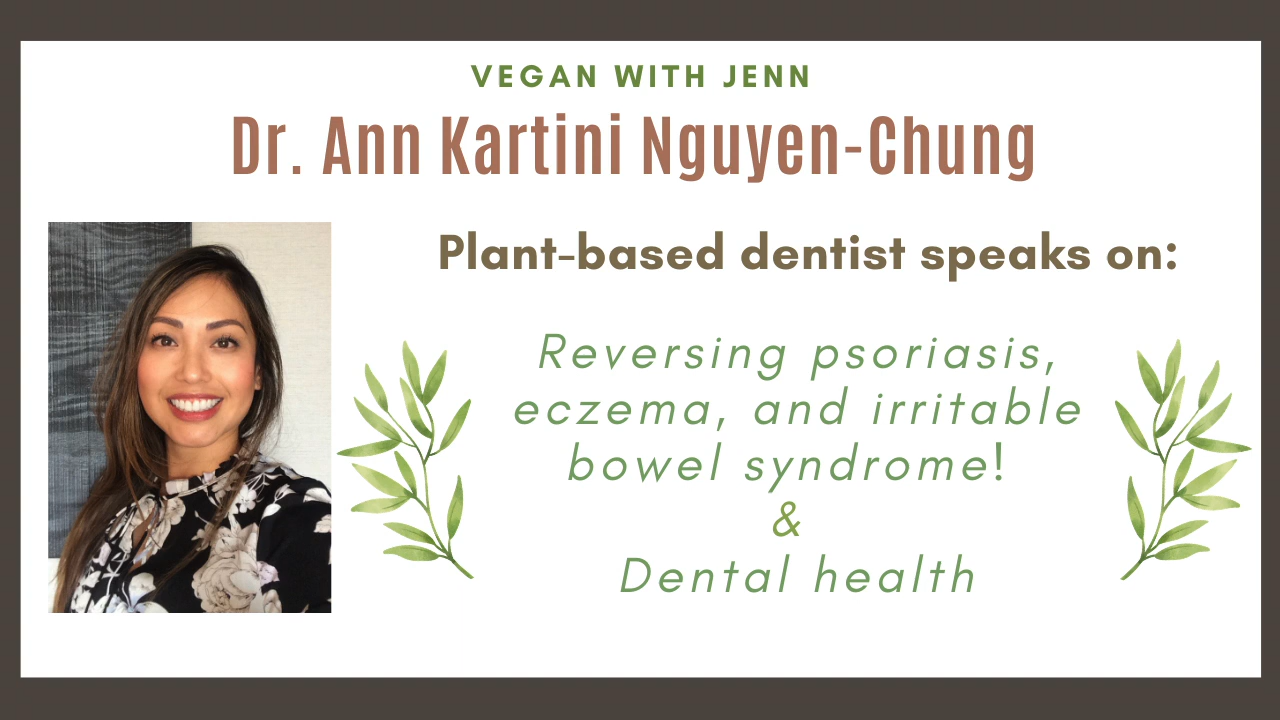 VEGAN WITH JENN
Dr. Ann Kartini Nguyen-Chung
Plant-based dentist speaks on:
Reversing psoriasis,
eczema, and irritable
bowel syndrome!
&
Dental health